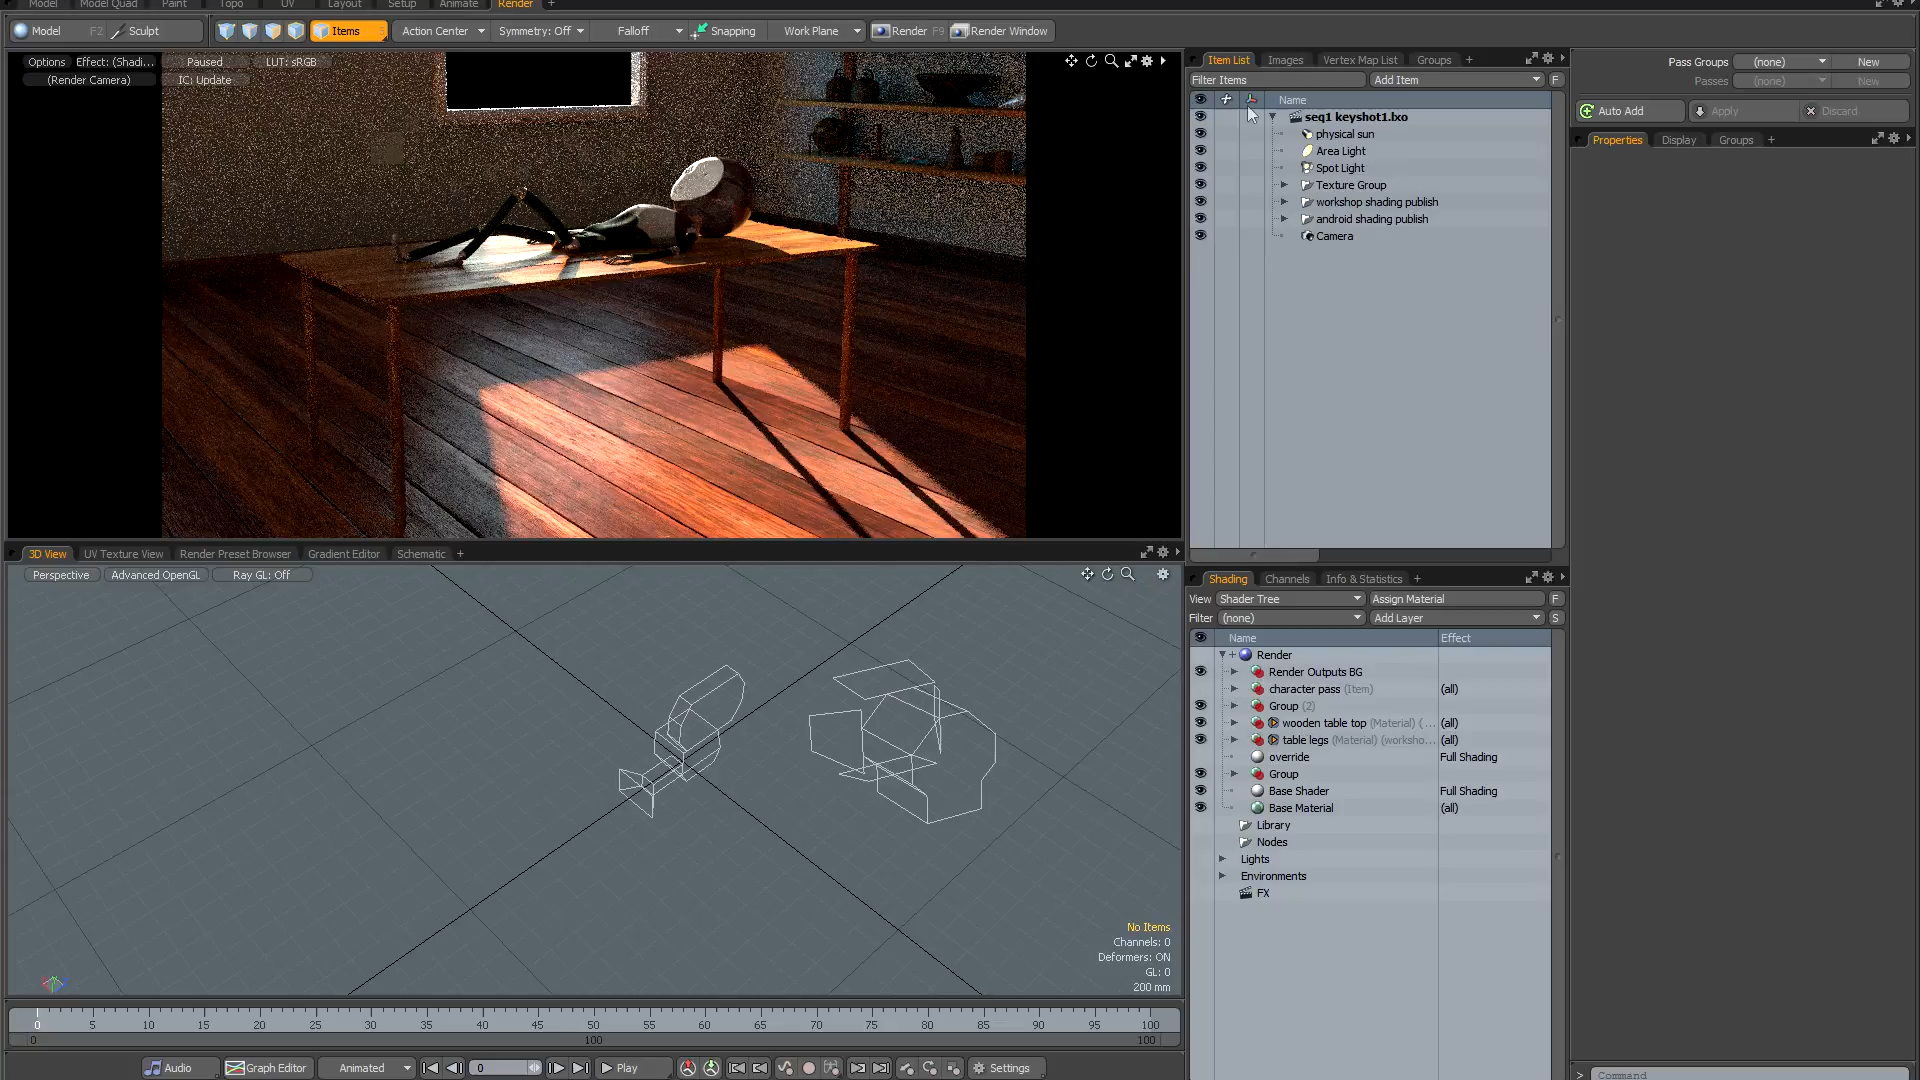 Model Model Quad Paint Topo UV Layout Setup Animate Render +
Model F2 Sculpt Items 5 Action Center Symmetry: Off Falloff Snapping Work Plane Render F9 Render Window
Options Effect: (Shadi... Paused LUT: sRGB
(Render Camera) IC: Update
Item List Images Vertex Map List Groups +
Filter Items Add Item F
Name
seq1 keyshot1.lxo
physical sun
Area Light
Spot Light
Texture Group
workshop shading publish
android shading publish
Camera
Pass Groups (none) New
Passes (none) New
Auto Add Apply Discard
Properties Display Groups +
3D View UV Texture View Render Preset Browser Gradient Editor Schematic +
Perspective Advanced OpenGL Ray GL: Off
No Items
Channels: 0
Deformers: ON
GL: 0
200 mm
Shading Channels Info & Statistics +
View Shader Tree Assign Material F
Filter (none) Add Layer S
Name Effect
Render
Render Outputs BG
character pass (Item) (all)
Group (2)
wooden table top (Material) ( ... (all)
table legs (Material) (worksho... (all)
override Full Shading
Group
Base Shader Full Shading
Base Material (all)
Library
Nodes
Lights
Environments
FX
0 5 10 15 20 25 30 35 40 45 50 55 60 65 70 75 80 85 90 95 100
0 100 100
Audio Graph Editor Animated 0 Play Settings
> Command